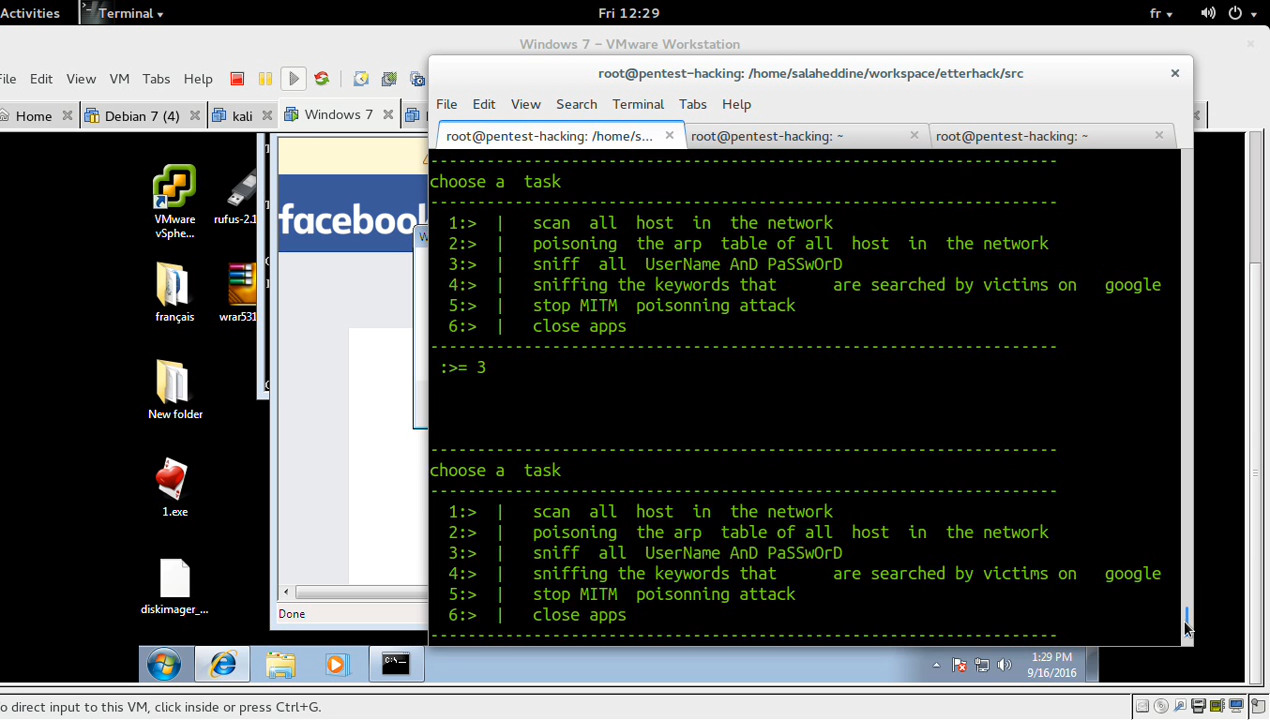 Activities Terminal Fri 12:29 fr
Windows 7 – VMware Workstation
File Edit View VM Tabs Help
Home Debian 7 (4) kali Windows 7
root@pentest-hacking: /home/salaheddine/workspace/etterhack/src
File Edit View Search Terminal Tabs Help
root@pentest-hacking: /home/s... root@pentest-hacking: ~ root@pentest-hacking: ~
--------------------------------------------------------------------
choose a task
--------------------------------------------------------------------
1:> | scan all host in the network
2:> | poisoning the arp table of all host in the network
3:> | sniff all UserName AnD PaSSwOrD
4:> | sniffing the keywords that are searched by victims on google
5:> | stop MITM poisonning attack
6:> | close apps
--------------------------------------------------------------------
:>= 3
--------------------------------------------------------------------
choose a task
--------------------------------------------------------------------
1:> | scan all host in the network
2:> | poisoning the arp table of all host in the network
3:> | sniff all UserName AnD PaSSwOrD
4:> | sniffing the keywords that are searched by victims on google
5:> | stop MITM poisonning attack
6:> | close apps
--------------------------------------------------------------------
VMware
vSphe...
rufus-2.1
français
wrar531
New folder
1.exe
diskimager_...
facebook
Done
1:29 PM
9/16/2016
o direct input to this VM, click inside or press Ctrl+G.